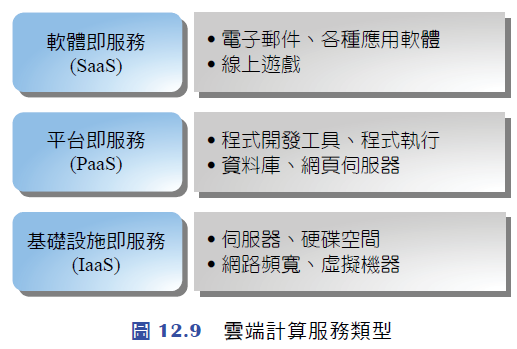 軟體即服務
(SaaS)
• 電子郵件、各種應用軟體
• 線上遊戲
平台即服務
(PaaS)
• 程式開發工具、程式執行
• 資料庫、網頁伺服器
基礎設施即服務
(IaaS)
• 伺服器、硬碟空間
• 網路頻寬、虛擬機器
圖 12.9 雲端計算服務類型